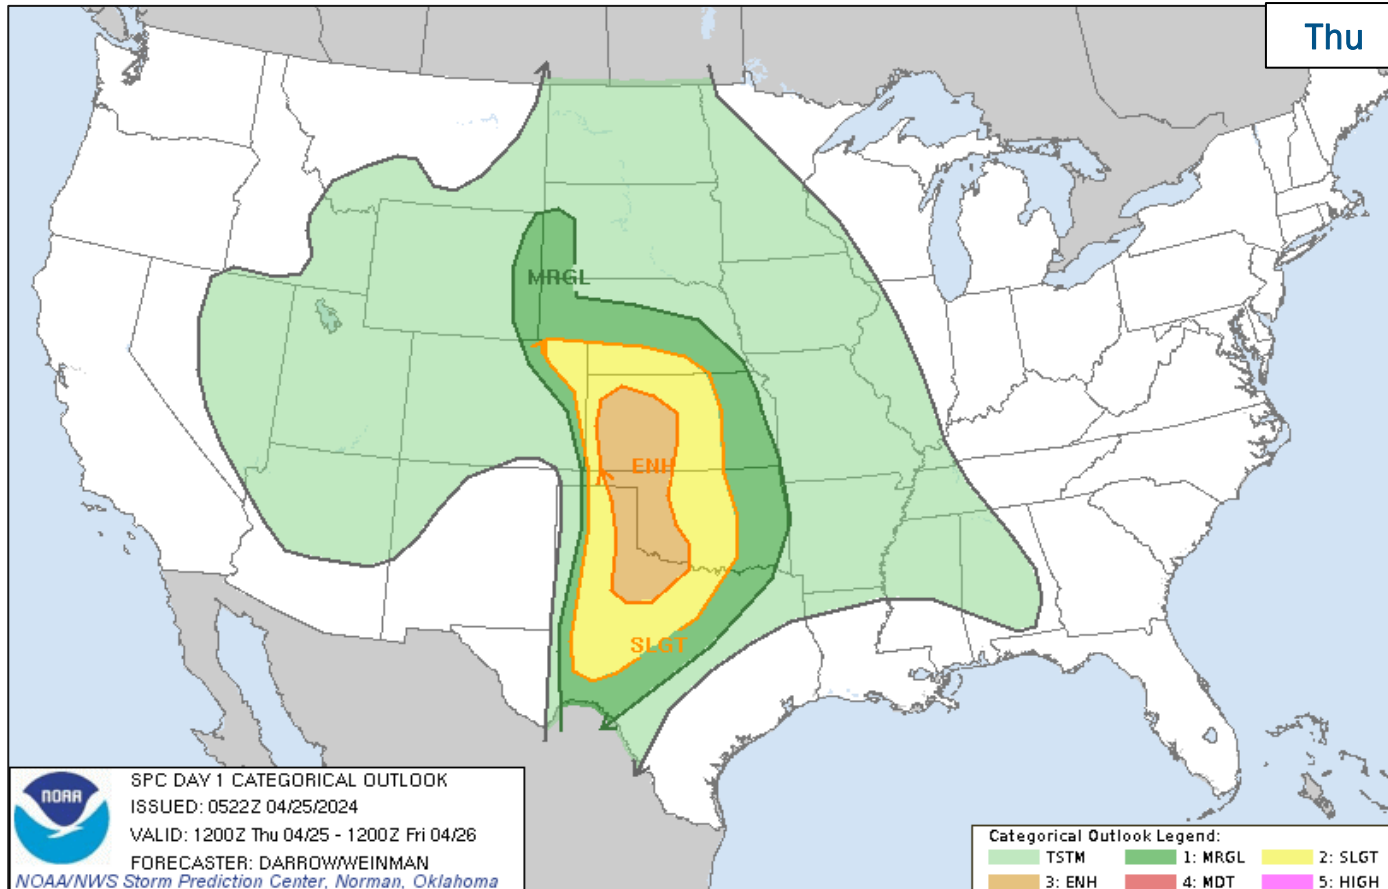 Thu
MRGL
ENH
SLGT
NOAA
SPC DAY 1 CATEGORICAL OUTLOOK
ISSUED: 0522Z 04/25/2024
VALID: 1200Z Thu 04/25 - 1200Z Fri 04/26
FORECASTER: DARROW/WEINMAN
NOAA/NWS Storm Prediction Center, Norman, Oklahoma
Categorical Outlook Legend:
TSTM 1: MRGL 2: SLGT
3: ENH 4: MDT 5: HIGH